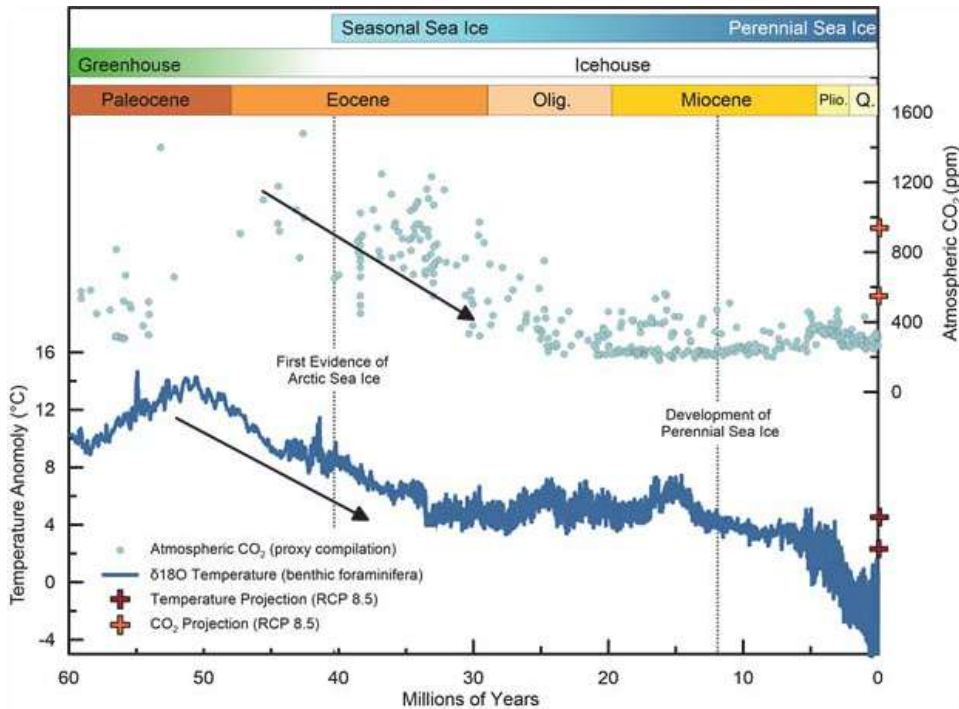 Seasonal Sea Ice Perennial Sea Ice
Greenhouse Icehouse
Paleocene Eocene Olig. Miocene Plio. Q.
1600
1200
800
400
0
Atmospheric CO₂ (ppm)
16
12
8
4
0
-4
Temperature Anomoly (°C)
First Evidence of
Arctic Sea Ice
Development of
Perennial Sea Ice
Atmospheric CO₂ (proxy compilation)
δ18O Temperature (benthic foraminifera)
Temperature Projection (RCP 8.5)
CO₂ Projection (RCP 8.5)
60 50 40 30 20 10 0
Millions of Years